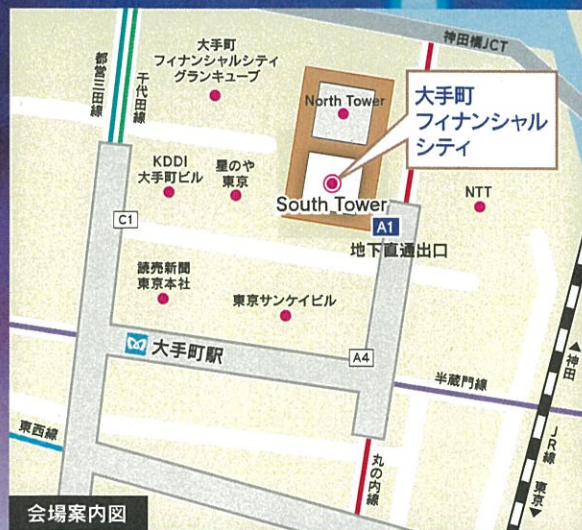 神田橋JCT
都営三田線
千代田線
大手町
フィナンシャルシティ
グランキューブ
North Tower
大手町
フィナンシャル
シティ
KDDI
大手町ビル
星のや
東京
South Tower
NTT
C1
A1
地下直通出口
読売新聞
東京本社
東京サンケイビル
大手町駅
A4
半蔵門線
▲神田
JR線
東京▼
東西線
丸の内線
会場案内図